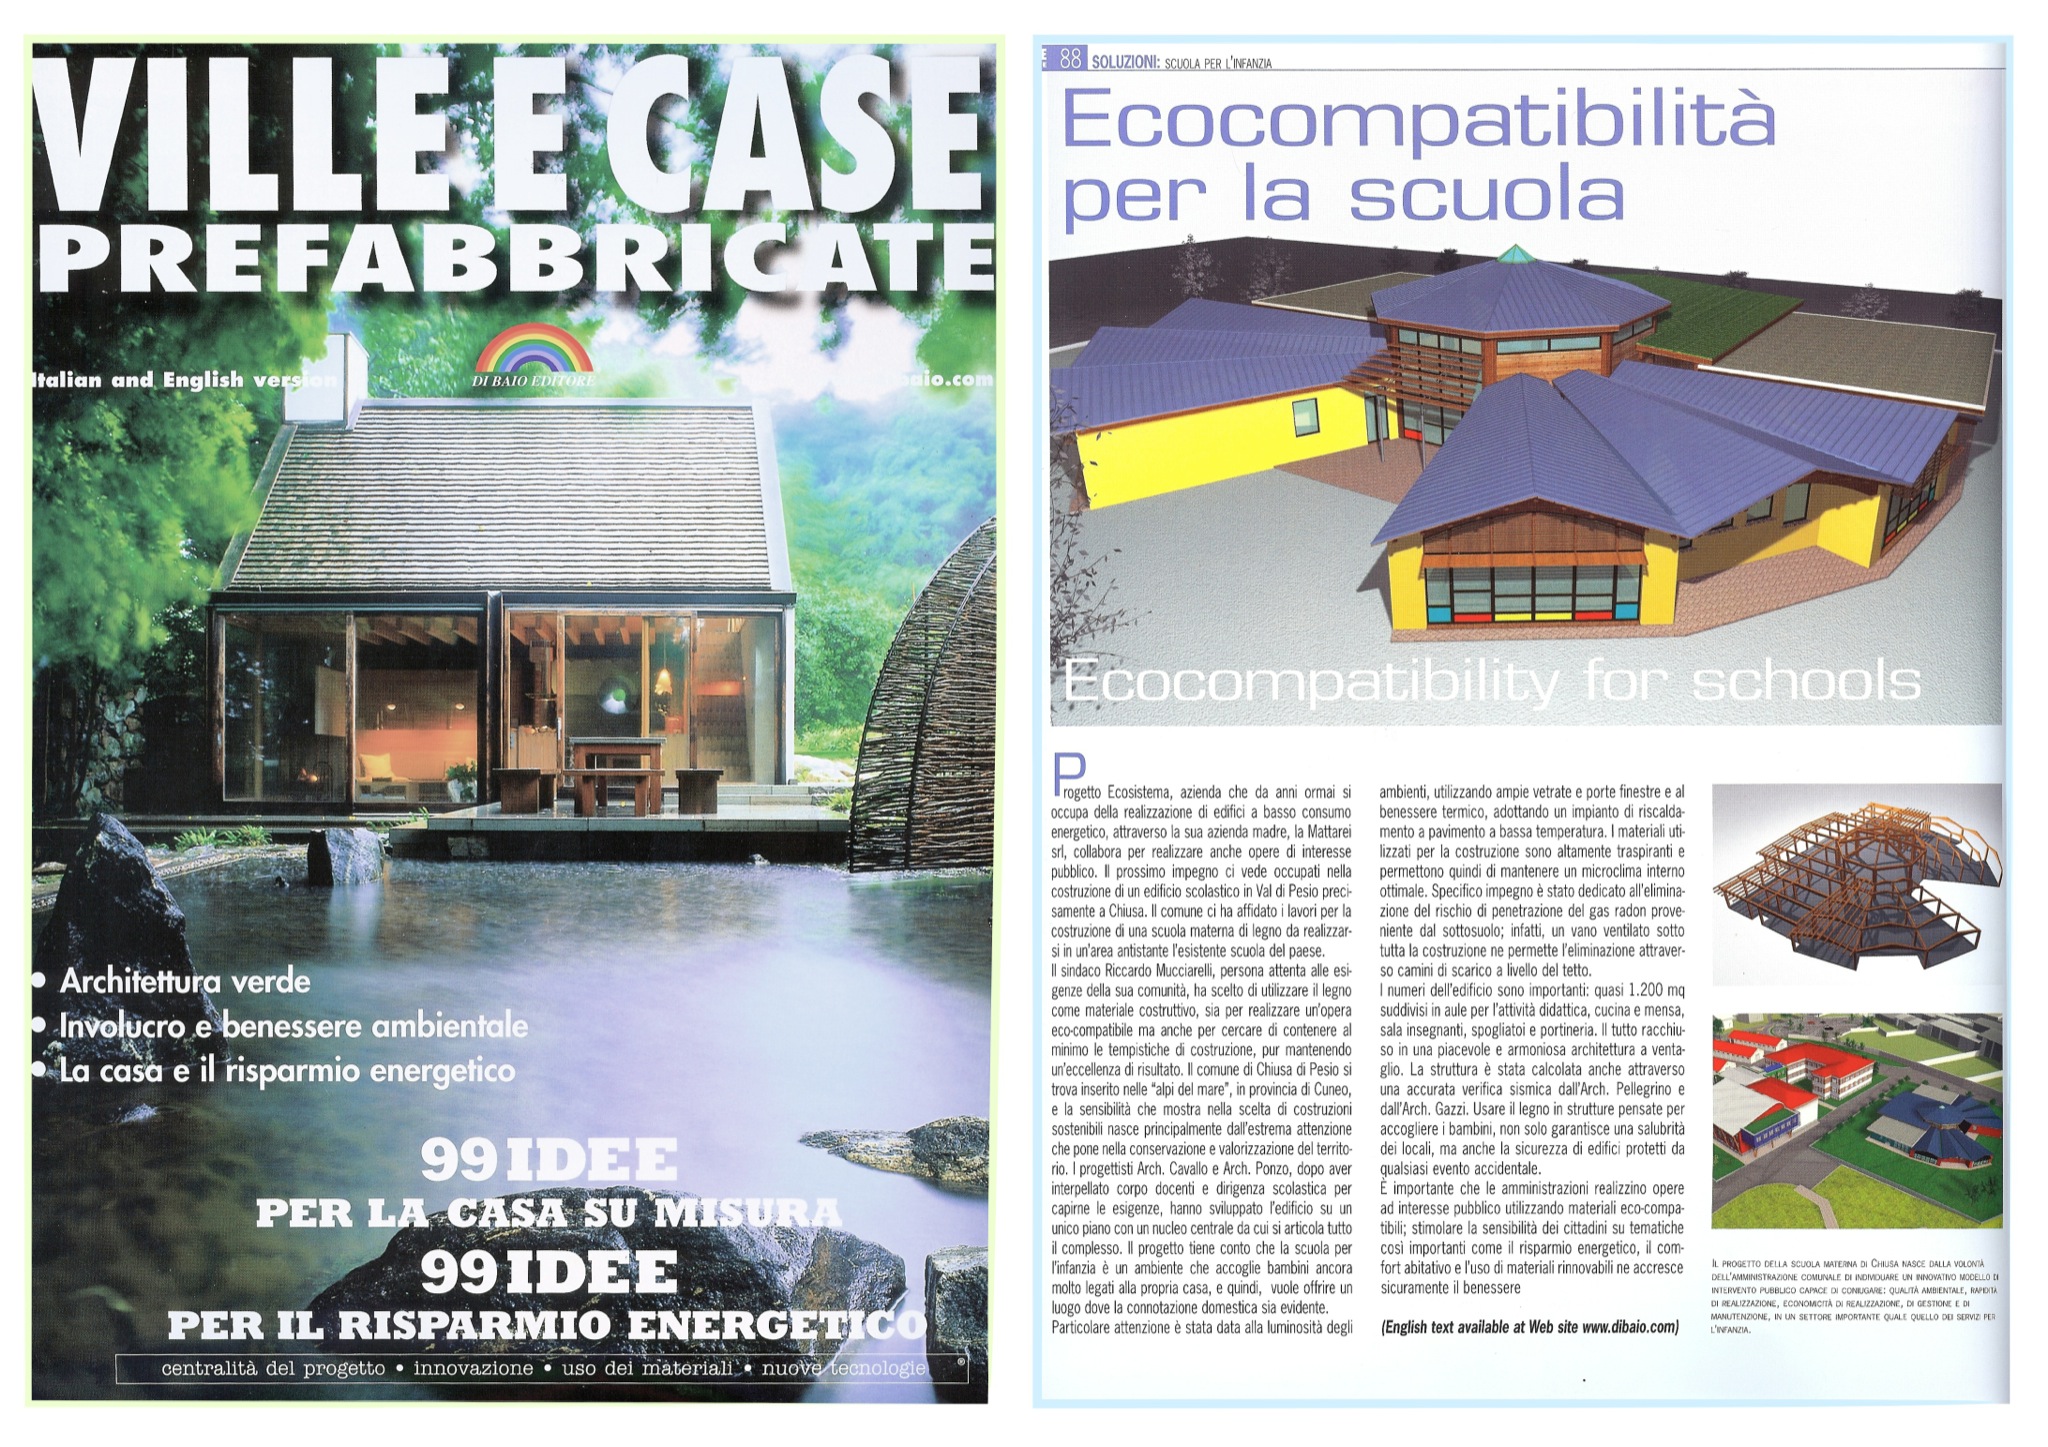 VILLE E CASE
PREFABBRICATE
Italian and English version
DI BAIO EDITORE
baio.com
• Architettura verde
• Involucro e benessere ambientale
• La casa e il risparmio energetico
99 IDEE
PER LA CASA SU MISURA
99 IDEE
PER IL RISPARMIO ENERGETICO
centralità del progetto • innovazione • uso dei materiali • nuove tecnologie ®
88 SOLUZIONI: SCUOLA PER L'INFANZIA
Ecocompatibilità
per la scuola
Ecocompatibility for schools
Progetto Ecosistema, azienda che da anni ormai si
occupa della realizzazione di edifici a basso consumo
energetico, attraverso la sua azienda madre, la Mattarei
srl, collabora per realizzare anche opere di interesse
pubblico. Il prossimo impegno ci vede occupati nella
costruzione di un edificio scolastico in Val di Pesio preci-
samente a Chiusa. Il comune ci ha affidato i lavori per la
costruzione di una scuola materna di legno da realizzar-
si in un'area antistante l'esistente scuola del paese.
Il sindaco Riccardo Mucciarelli, persona attenta alle esi-
genze della sua comunità, ha scelto di utilizzare il legno
come materiale costruttivo, sia per realizzare un'opera
eco-compatibile ma anche per cercare di contenere al
minimo le tempistiche di costruzione, pur mantenendo
un'eccellenza di risultato. Il comune di Chiusa di Pesio si
trova inserito nelle "alpi del mare", in provincia di Cuneo,
e la sensibilità che mostra nella scelta di costruzioni
sostenibili nasce principalmente dall'estrema attenzione
che pone nella conservazione e valorizzazione del territo-
rio. I progettisti Arch. Cavallo e Arch. Ponzo, dopo aver
interpellato corpo docenti e dirigenza scolastica per
capirne le esigenze, hanno sviluppato l'edificio su un
unico piano con un nucleo centrale da cui si articola tutto
il complesso. Il progetto tiene conto che la scuola per
l'infanzia è un ambiente che accoglie bambini ancora
molto legati alla propria casa, e quindi, vuole offrire un
luogo dove la connotazione domestica sia evidente.
Particolare attenzione è stata data alla luminosità degli
ambienti, utilizzando ampie vetrate e porte finestre e al
benessere termico, adottando un impianto di riscalda-
mento a pavimento a bassa temperatura. I materiali uti-
lizzati per la costruzione sono altamente traspiranti e
permettono quindi di mantenere un microclima interno
ottimale. Specifico impegno è stato dedicato all'elimina-
zione del rischio di penetrazione del gas radon prove-
niente dal sottosuolo; infatti, un vano ventilato sotto
tutta la costruzione ne permette l'eliminazione attraver-
so camini di scarico a livello del tetto.
I numeri dell'edificio sono importanti: quasi 1.200 mq
suddivisi in aule per l'attività didattica, cucina e mensa,
sala insegnanti, spogliatoi e portineria. Il tutto racchiu-
so in una piacevole e armoniosa architettura a venta-
glio. La struttura è stata calcolata anche attraverso
una accurata verifica sismica dall'Arch. Pellegrino e
dall'Arch. Gazzi. Usare il legno in strutture pensate per
accogliere i bambini, non solo garantisce una salubrità
dei locali, ma anche la sicurezza di edifici protetti da
qualsiasi evento accidentale.
È importante che le amministrazioni realizzino opere
ad interesse pubblico utilizzando materiali eco-compa-
tibili; stimolare la sensibilità dei cittadini su tematiche
così importanti come il risparmio energetico, il com-
fort abitativo e l'uso di materiali rinnovabili ne accresce
sicuramente il benessere
(English text available at Web site www.dibaio.com)
IL PROGETTO DELLA SCUOLA MATERNA DI CHIUSA NASCE DALLA VOLONTÀ
DELL'AMMINISTRAZIONE COMUNALE DI INDIVIDUARE UN INNOVATIVO MODELLO DI
INTERVENTO PUBBLICO CAPACE DI CONIUGARE: QUALITÀ AMBIENTALE, RAPIDITÀ
DI REALIZZAZIONE, ECONOMICITÀ DI REALIZZAZIONE, DI GESTIONE E DI
MANUTENZIONE, IN UN SETTORE IMPORTANTE QUALE QUELLO DEI SERVIZI PER
L'INFANZIA.